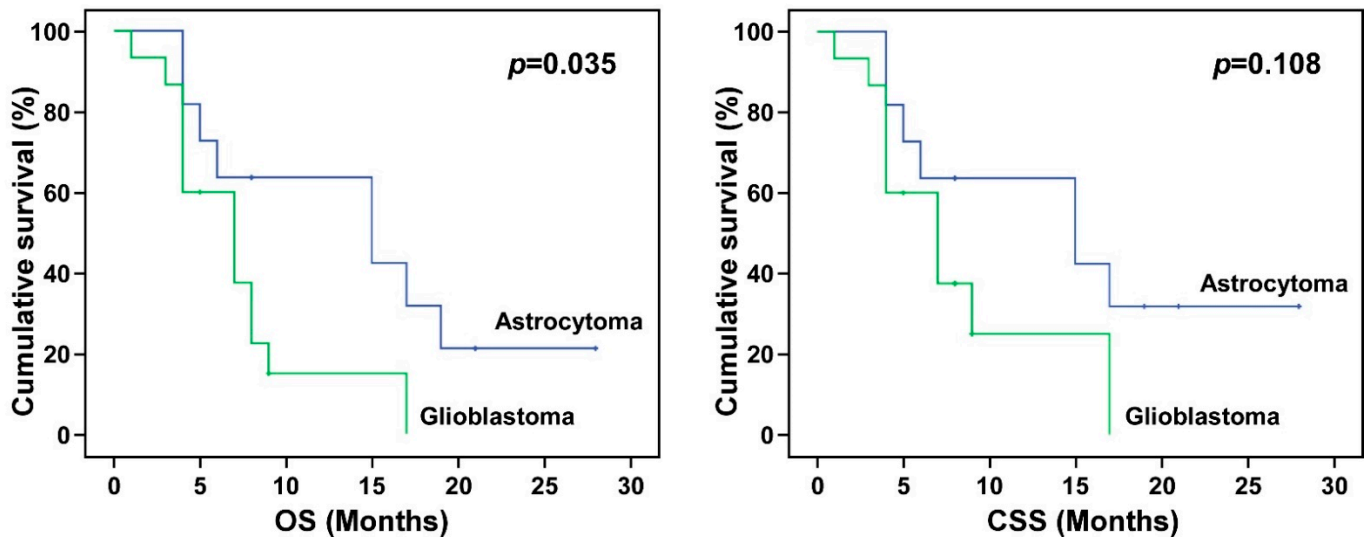 100
80
60
40
20
0
Cumulative survival (%)
p=0.035
Astrocytoma
Glioblastoma
0 5 10 15 20 25 30
OS (Months)
100
80
60
40
20
0
Cumulative survival (%)
p=0.108
Astrocytoma
Glioblastoma
0 5 10 15 20 25 30
CSS (Months)